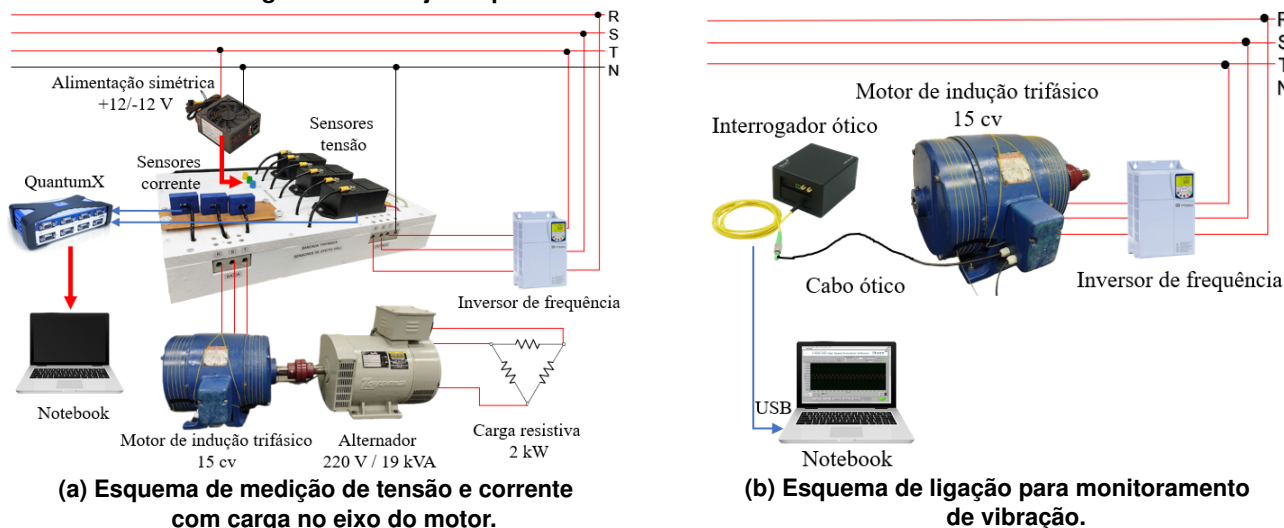 R
S
T
N
Alimentação simétrica
+12/-12 V
Sensores
tensão
Sensores
corrente
QuantumX
Inversor de frequência
Notebook
Motor de indução trifásico
15 cv
Alternador
220 V / 19 kVA
Carga resistiva
2 kW
(a) Esquema de medição de tensão e corrente
com carga no eixo do motor.
Motor de indução trifásico
15 cv
Interrogador ótico
Cabo ótico
Inversor de frequência
USB
Notebook
(b) Esquema de ligação para monitoramento
de vibração.